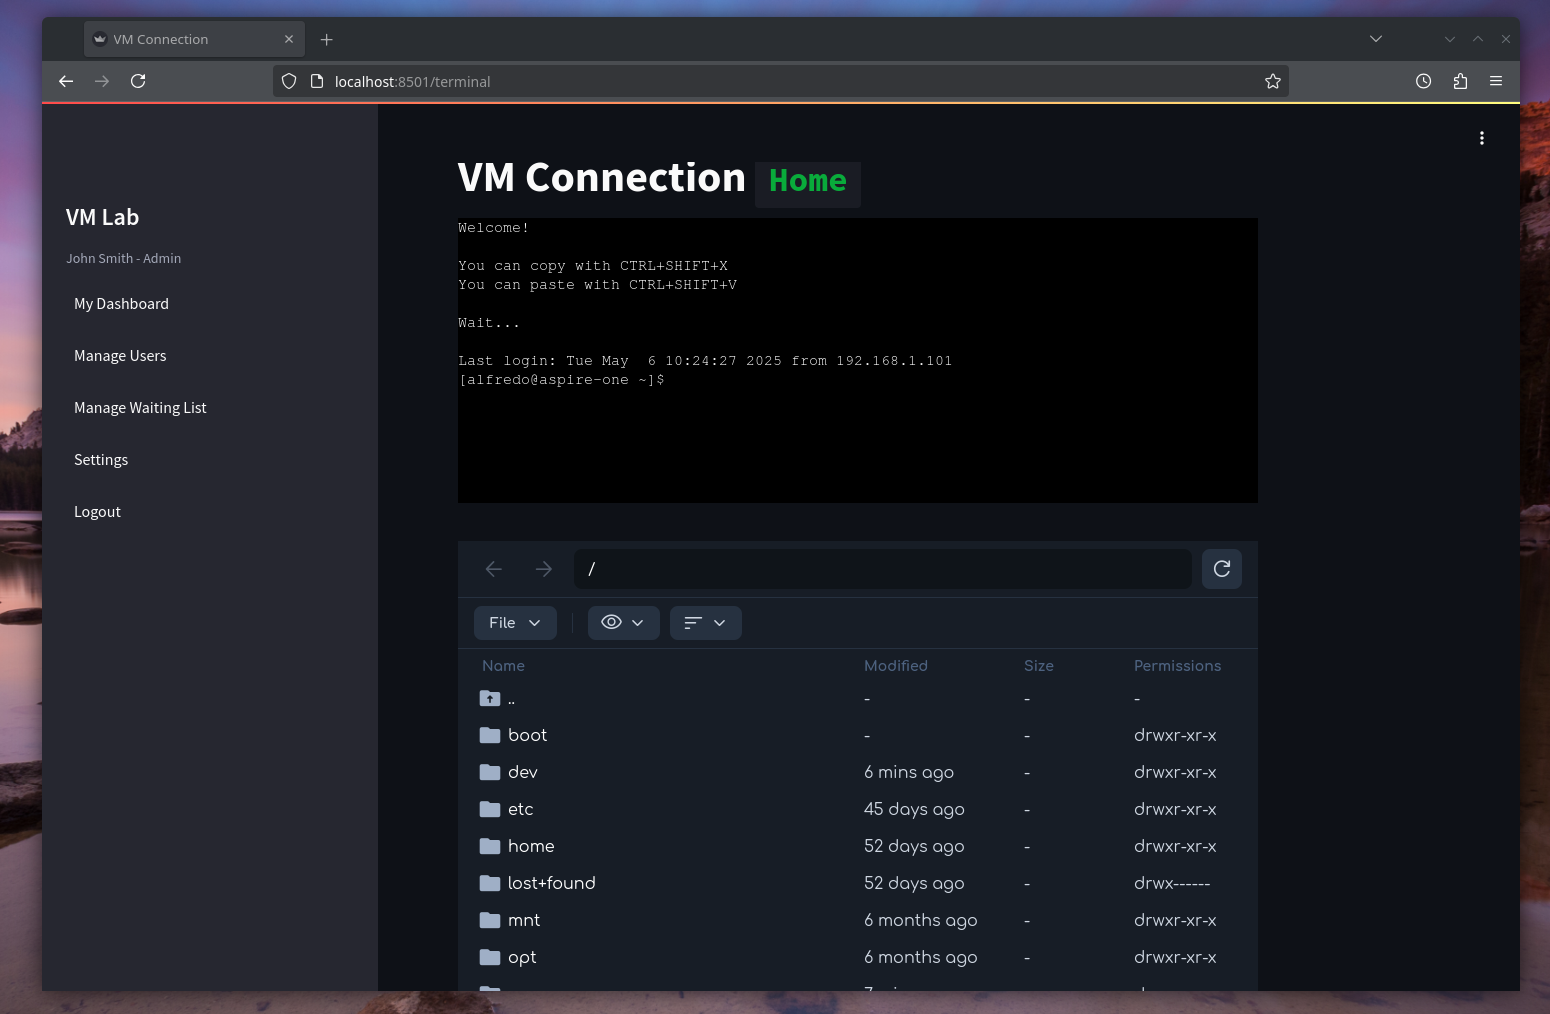 VM Connection
localhost:8501/terminal
VM Connection Home
VM Lab
John Smith - Admin
My Dashboard
Manage Users
Manage Waiting List
Settings
Logout
Welcome!
You can copy with CTRL+SHIFT+X
You can paste with CTRL+SHIFT+V
Wait...
Last login: Tue May  6 10:24:27 2025 from 192.168.1.101
[alfredo@aspire-one ~]$
/
File
Name Modified Size Permissions
.. - - -
boot - - drwxr-xr-x
dev 6 mins ago - drwxr-xr-x
etc 45 days ago - drwxr-xr-x
home 52 days ago - drwxr-xr-x
lost+found 52 days ago - drwx------
mnt 6 months ago - drwxr-xr-x
opt 6 months ago - drwxr-xr-x